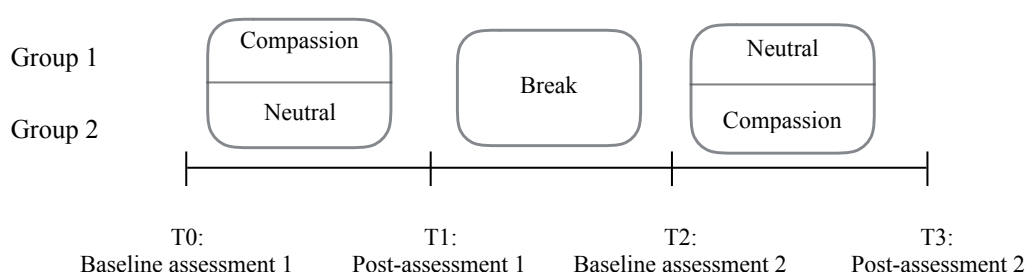 Group 1
Compassion
Neutral
Group 2
Neutral
Break
Compassion
T0:
Baseline assessment 1
T1:
Post-assessment 1
T2:
Baseline assessment 2
T3:
Post-assessment 2